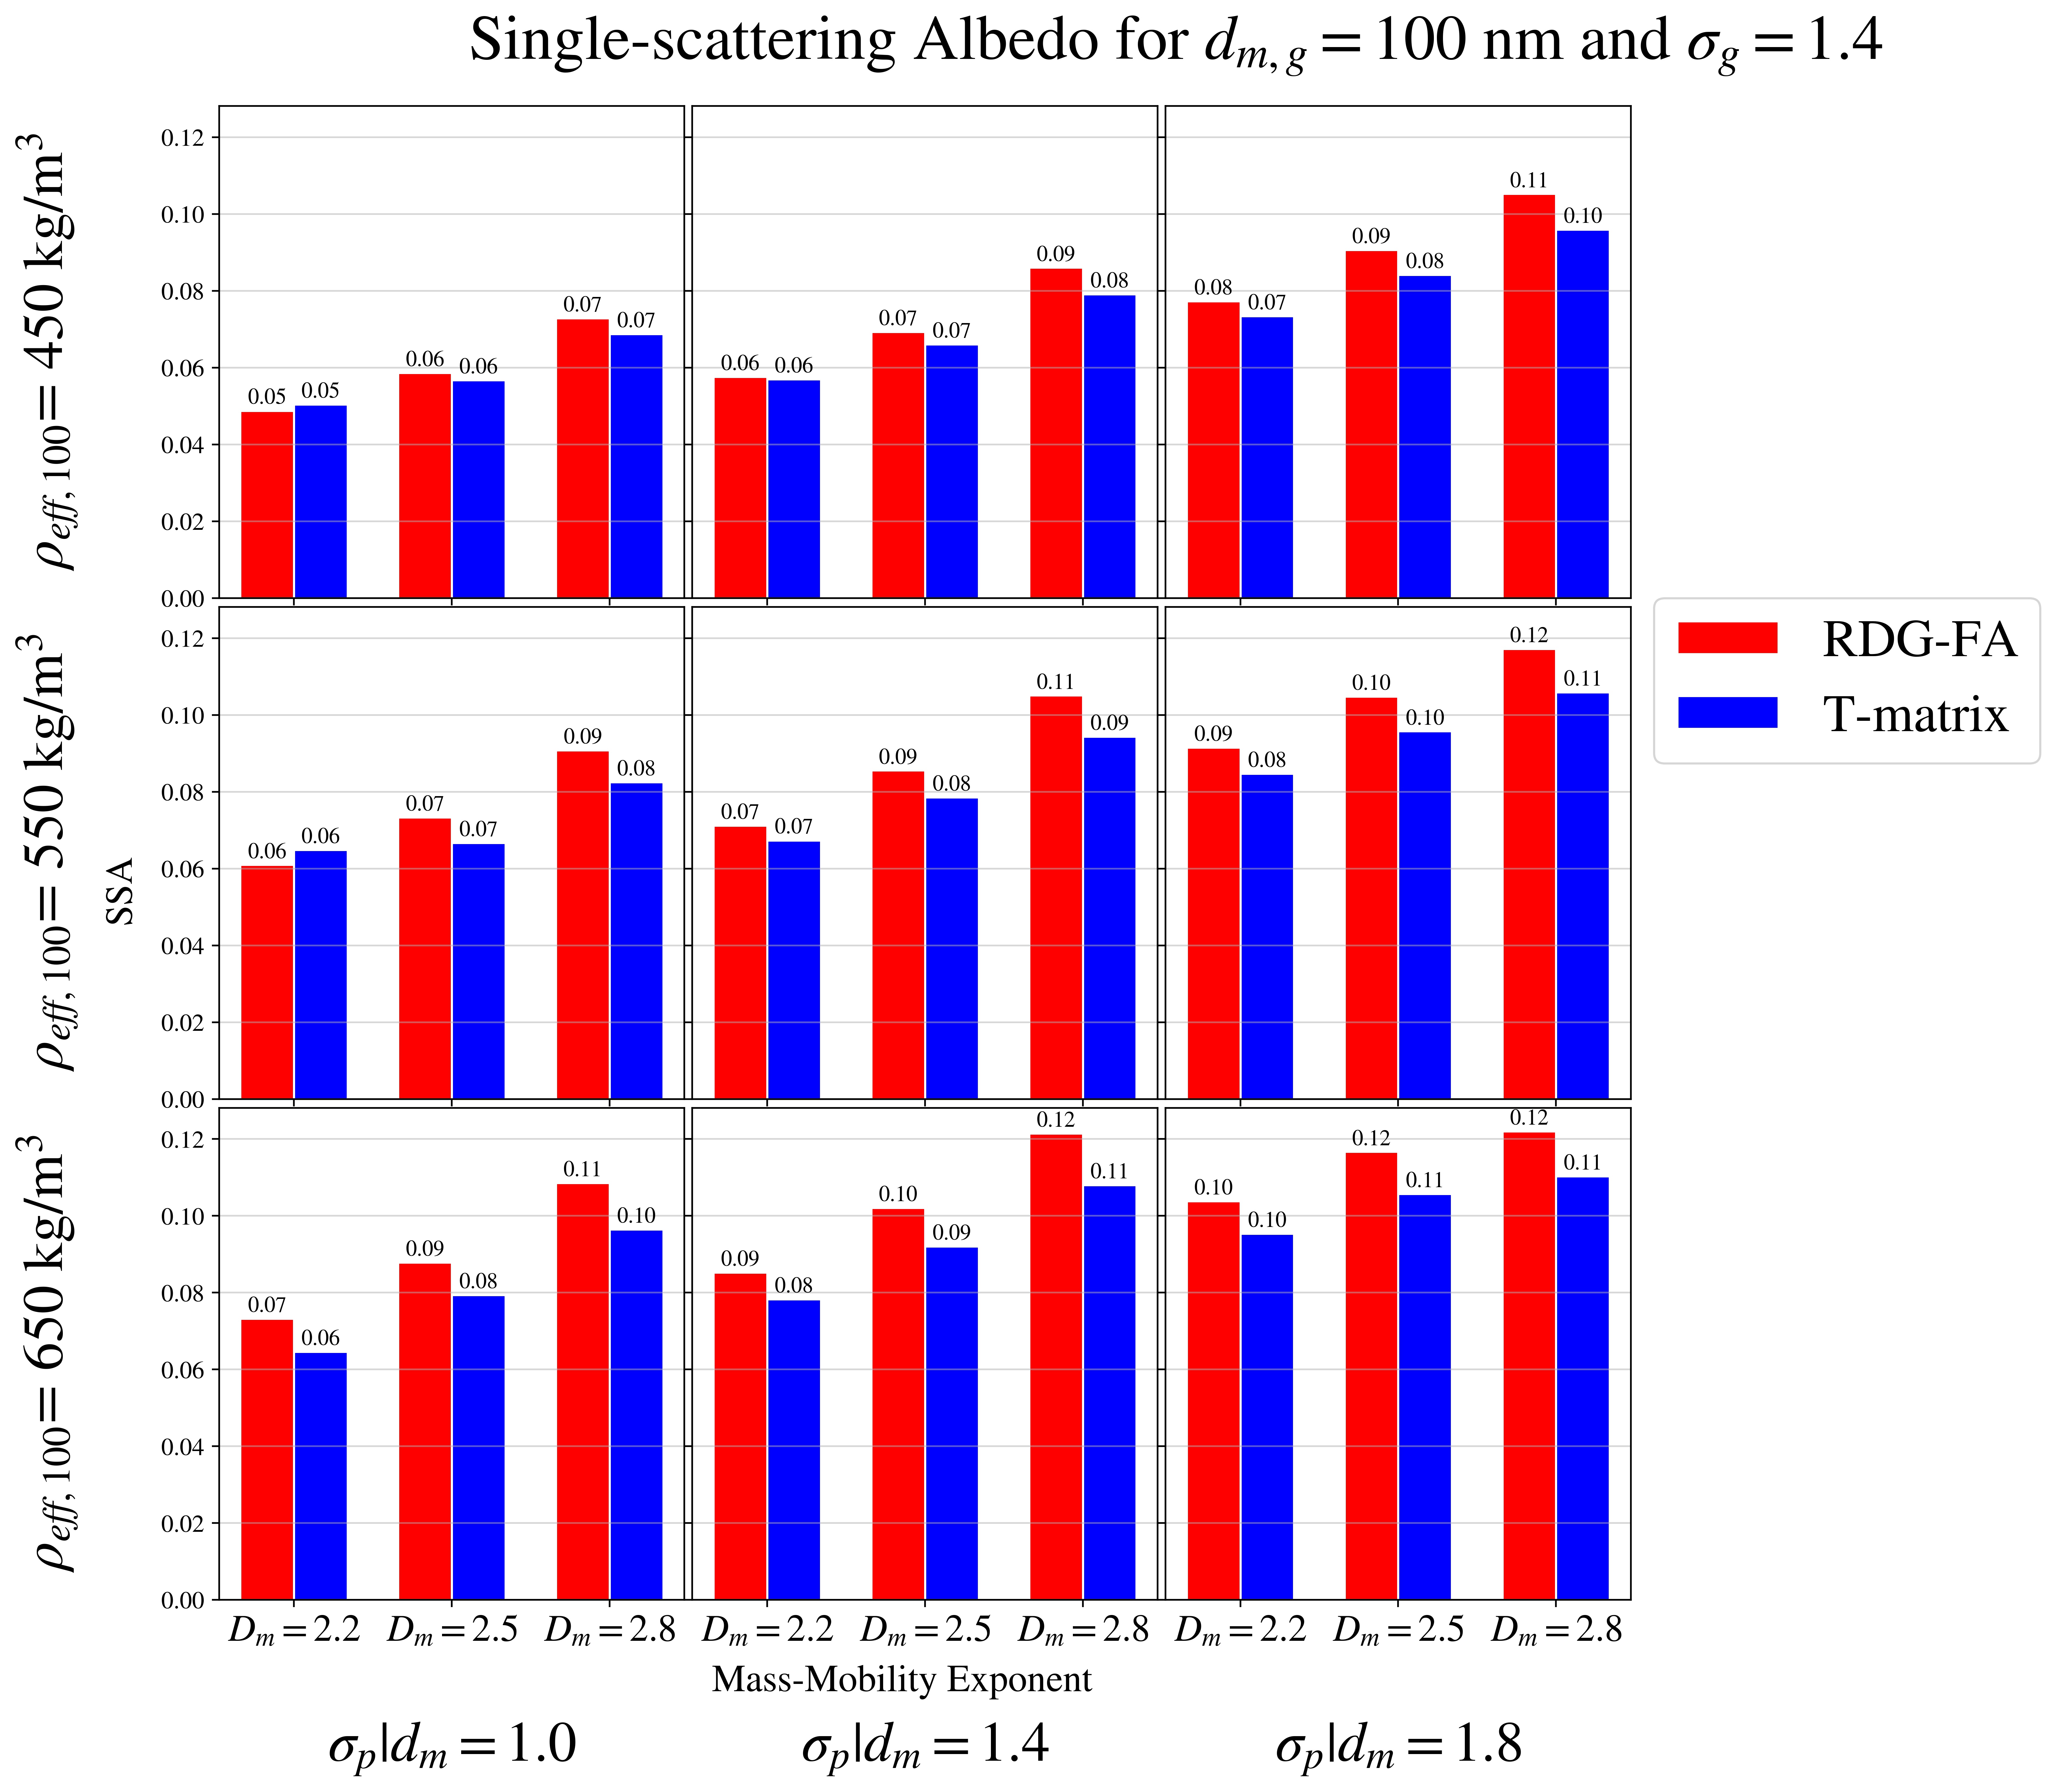 Single-scattering Albedo for d_{m,g} = 100 nm and σ_g = 1.4
ρ_{eff,100} = 450 kg/m³
0.12
0.10
0.08
0.06
0.04
0.02
0.00
0.05 0.05 0.06 0.06 0.07 0.07
0.06 0.06 0.07 0.07 0.09 0.08
0.08 0.07 0.09 0.08 0.11 0.10
RDG-FA
T-matrix
SSA
ρ_{eff,100} = 550 kg/m³
0.12
0.10
0.08
0.06
0.04
0.02
0.00
0.06 0.06 0.07 0.07 0.09 0.08
0.07 0.07 0.09 0.08 0.11 0.09
0.09 0.08 0.10 0.10 0.12 0.11
ρ_{eff,100} = 650 kg/m³
0.12
0.10
0.08
0.06
0.04
0.02
0.00
0.07 0.06 0.09 0.08 0.11 0.10
0.09 0.08 0.10 0.09 0.12 0.11
0.10 0.10 0.12 0.11 0.12 0.11
D_m = 2.2 D_m = 2.5 D_m = 2.8 D_m = 2.2 D_m = 2.5 D_m = 2.8 D_m = 2.2 D_m = 2.5 D_m = 2.8
Mass-Mobility Exponent
σ_p|d_m = 1.0 σ_p|d_m = 1.4 σ_p|d_m = 1.8